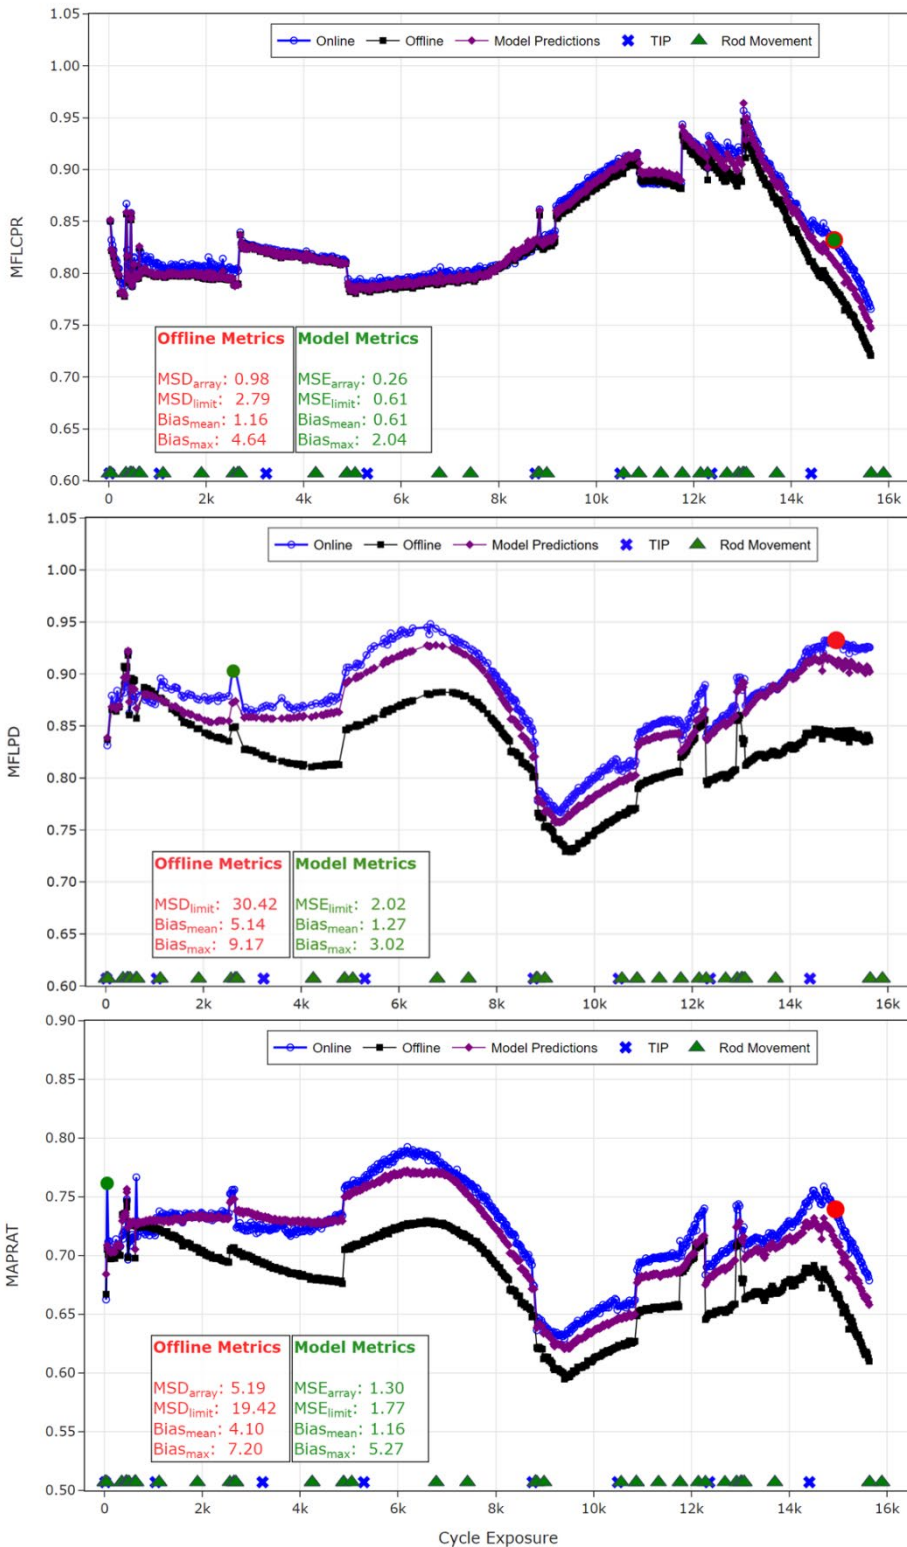 1.05
Online Offline Model Predictions TIP Rod Movement
1.00
0.95
0.90
MFLCPR
0.85
0.80
0.75
Offline Metrics Model Metrics
0.70
MSDarray: 0.98 MSEarray: 0.26
MSDlimit: 2.79 MSElimit: 0.61
0.65
Biasmean: 1.16 Biasmean: 0.61
Biasmax: 4.64 Biasmax: 2.04
0.60
0 2k 4k 6k 8k 10k 12k 14k 16k
1.05
Online Offline Model Predictions TIP Rod Movement
1.00
0.95
0.90
0.85
MFLPD
0.80
0.75
Offline Metrics Model Metrics
0.70
MSDlimit: 30.42 MSElimit: 2.02
Biasmean: 5.14 Biasmean: 1.27
0.65
Biasmax: 9.17 Biasmax: 3.02
0.60
0 2k 4k 6k 8k 10k 12k 14k 16k
0.90
Online Offline Model Predictions TIP Rod Movement
0.85
0.80
0.75
MAPRAT
0.70
0.65
Offline Metrics Model Metrics
0.60
MSDarray: 5.19 MSEarray: 1.30
MSDlimit: 19.42 MSElimit: 1.77
0.55
Biasmean: 4.10 Biasmean: 1.16
Biasmax: 7.20 Biasmax: 5.27
0.50
0 2k 4k 6k 8k 10k 12k 14k 16k
Cycle Exposure